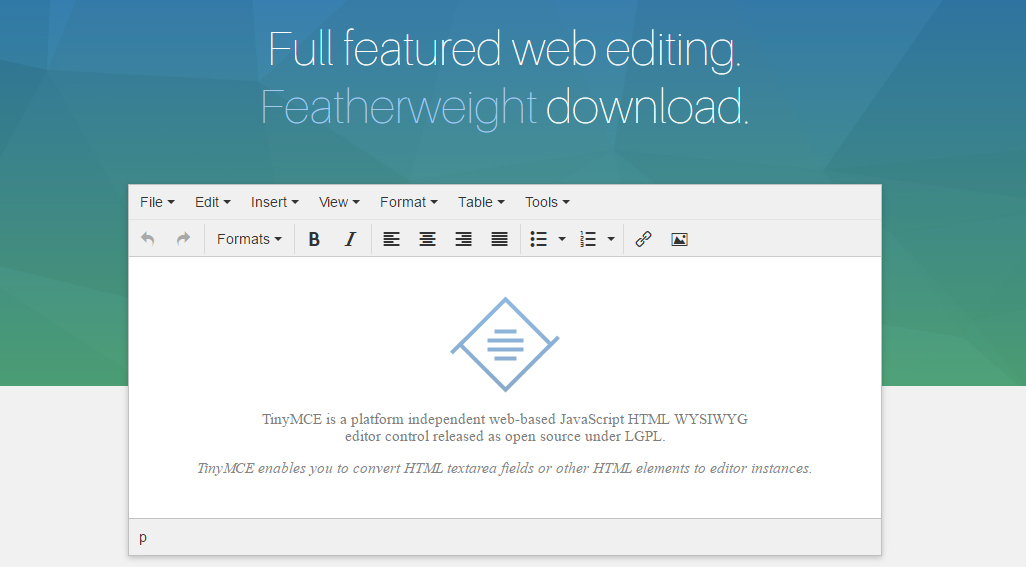 Full featured web editing.
Featherweight download.
File Edit Insert View Format Table Tools
Formats B I
TinyMCE is a platform independent web-based JavaScript HTML WYSIWYG
editor control released as open source under LGPL.
TinyMCE enables you to convert HTML textarea fields or other HTML elements to editor instances.
p